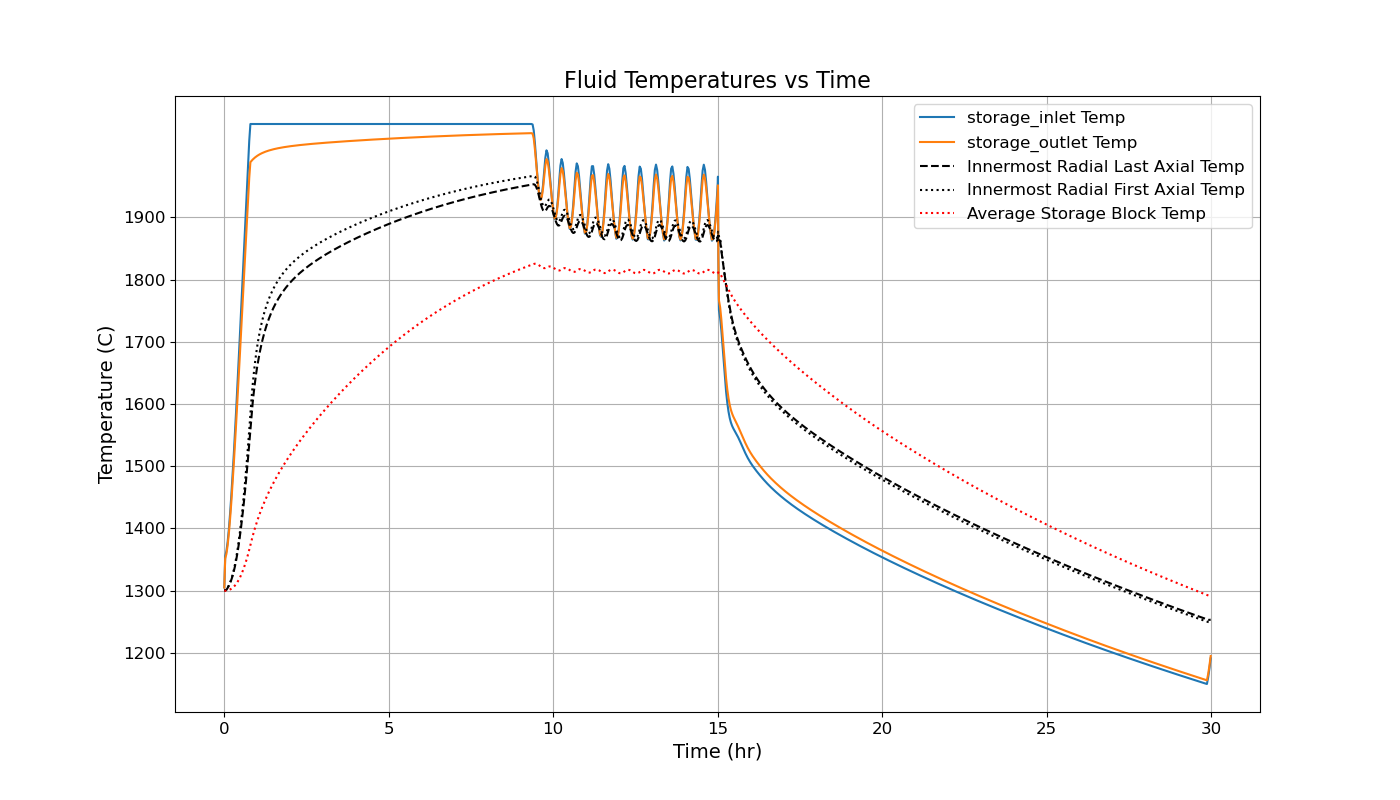 Fluid Temperatures vs Time
storage_inlet Temp
storage_outlet Temp
Innermost Radial Last Axial Temp
Innermost Radial First Axial Temp
Average Storage Block Temp
Temperature (C)
1900
1800
1700
1600
1500
1400
1300
1200
0 5 10 15 20 25 30
Time (hr)